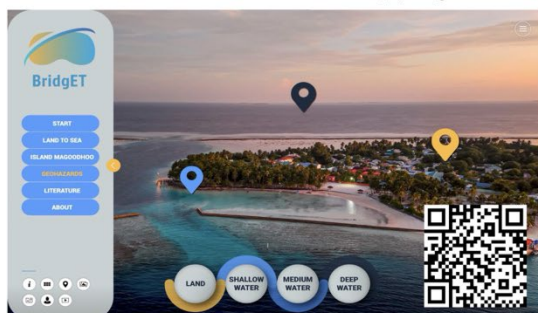 BridgET
START
LAND TO SEA
ISLAND MAGOODHOO
GEOHAZARDS
LITERATURE
ABOUT
LAND
SHALLOW
WATER
MEDIUM
WATER
DEEP
WATER